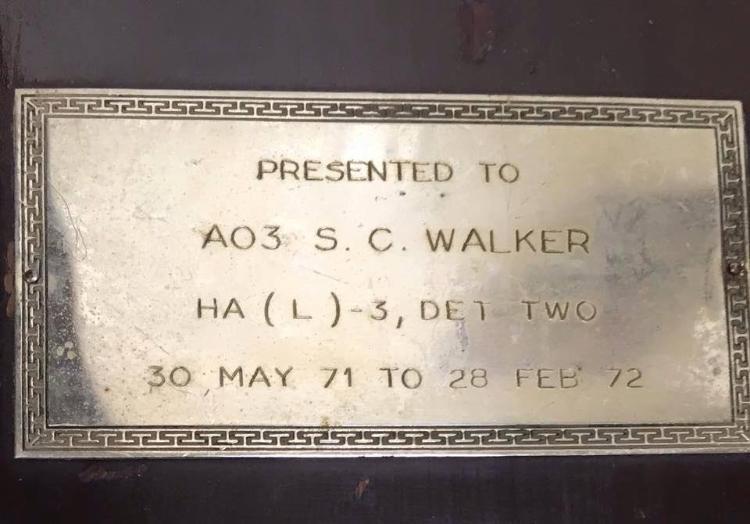 PRESENTED TO
AO3 S. C. WALKER
HA ( L ) -3, DET TWO
30 MAY 71 TO 28 FEB 72